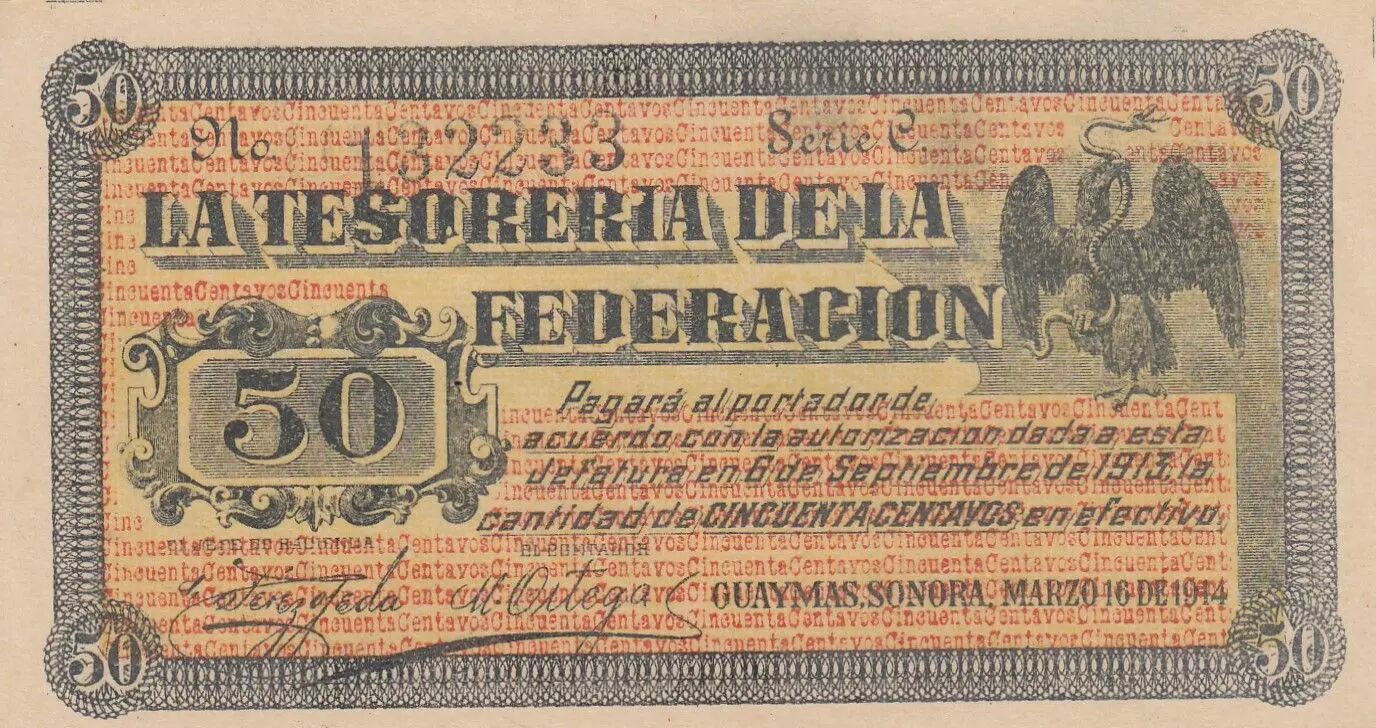 50 50
No. 132233 Serie C.
LA TESORERIA DE LA
FEDERACION
50
Pagará al portador de
acuerdo con la autorización dada a esta
Jefatura en 6 de Septiembre de 1913, la
cantidad de CINCUENTA CENTAVOS, en efectivo.
EL CONTADOR
M. Ortega
GUAYMAS, SONORA, MARZO 16 DE 1914
50 50